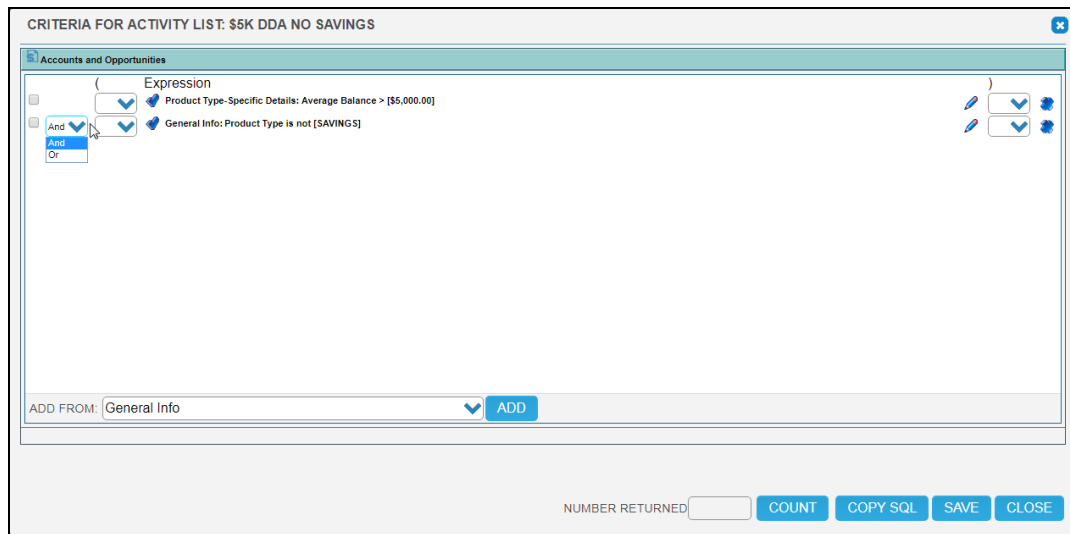 CRITERIA FOR ACTIVITY LIST: $5K DDA NO SAVINGS
Accounts and Opportunities
( Expression )
Product Type-Specific Details: Average Balance > [$5,000.00]
And General Info: Product Type is not [SAVINGS]
And
Or
ADD FROM: General Info ADD
NUMBER RETURNED COUNT COPY SQL SAVE CLOSE